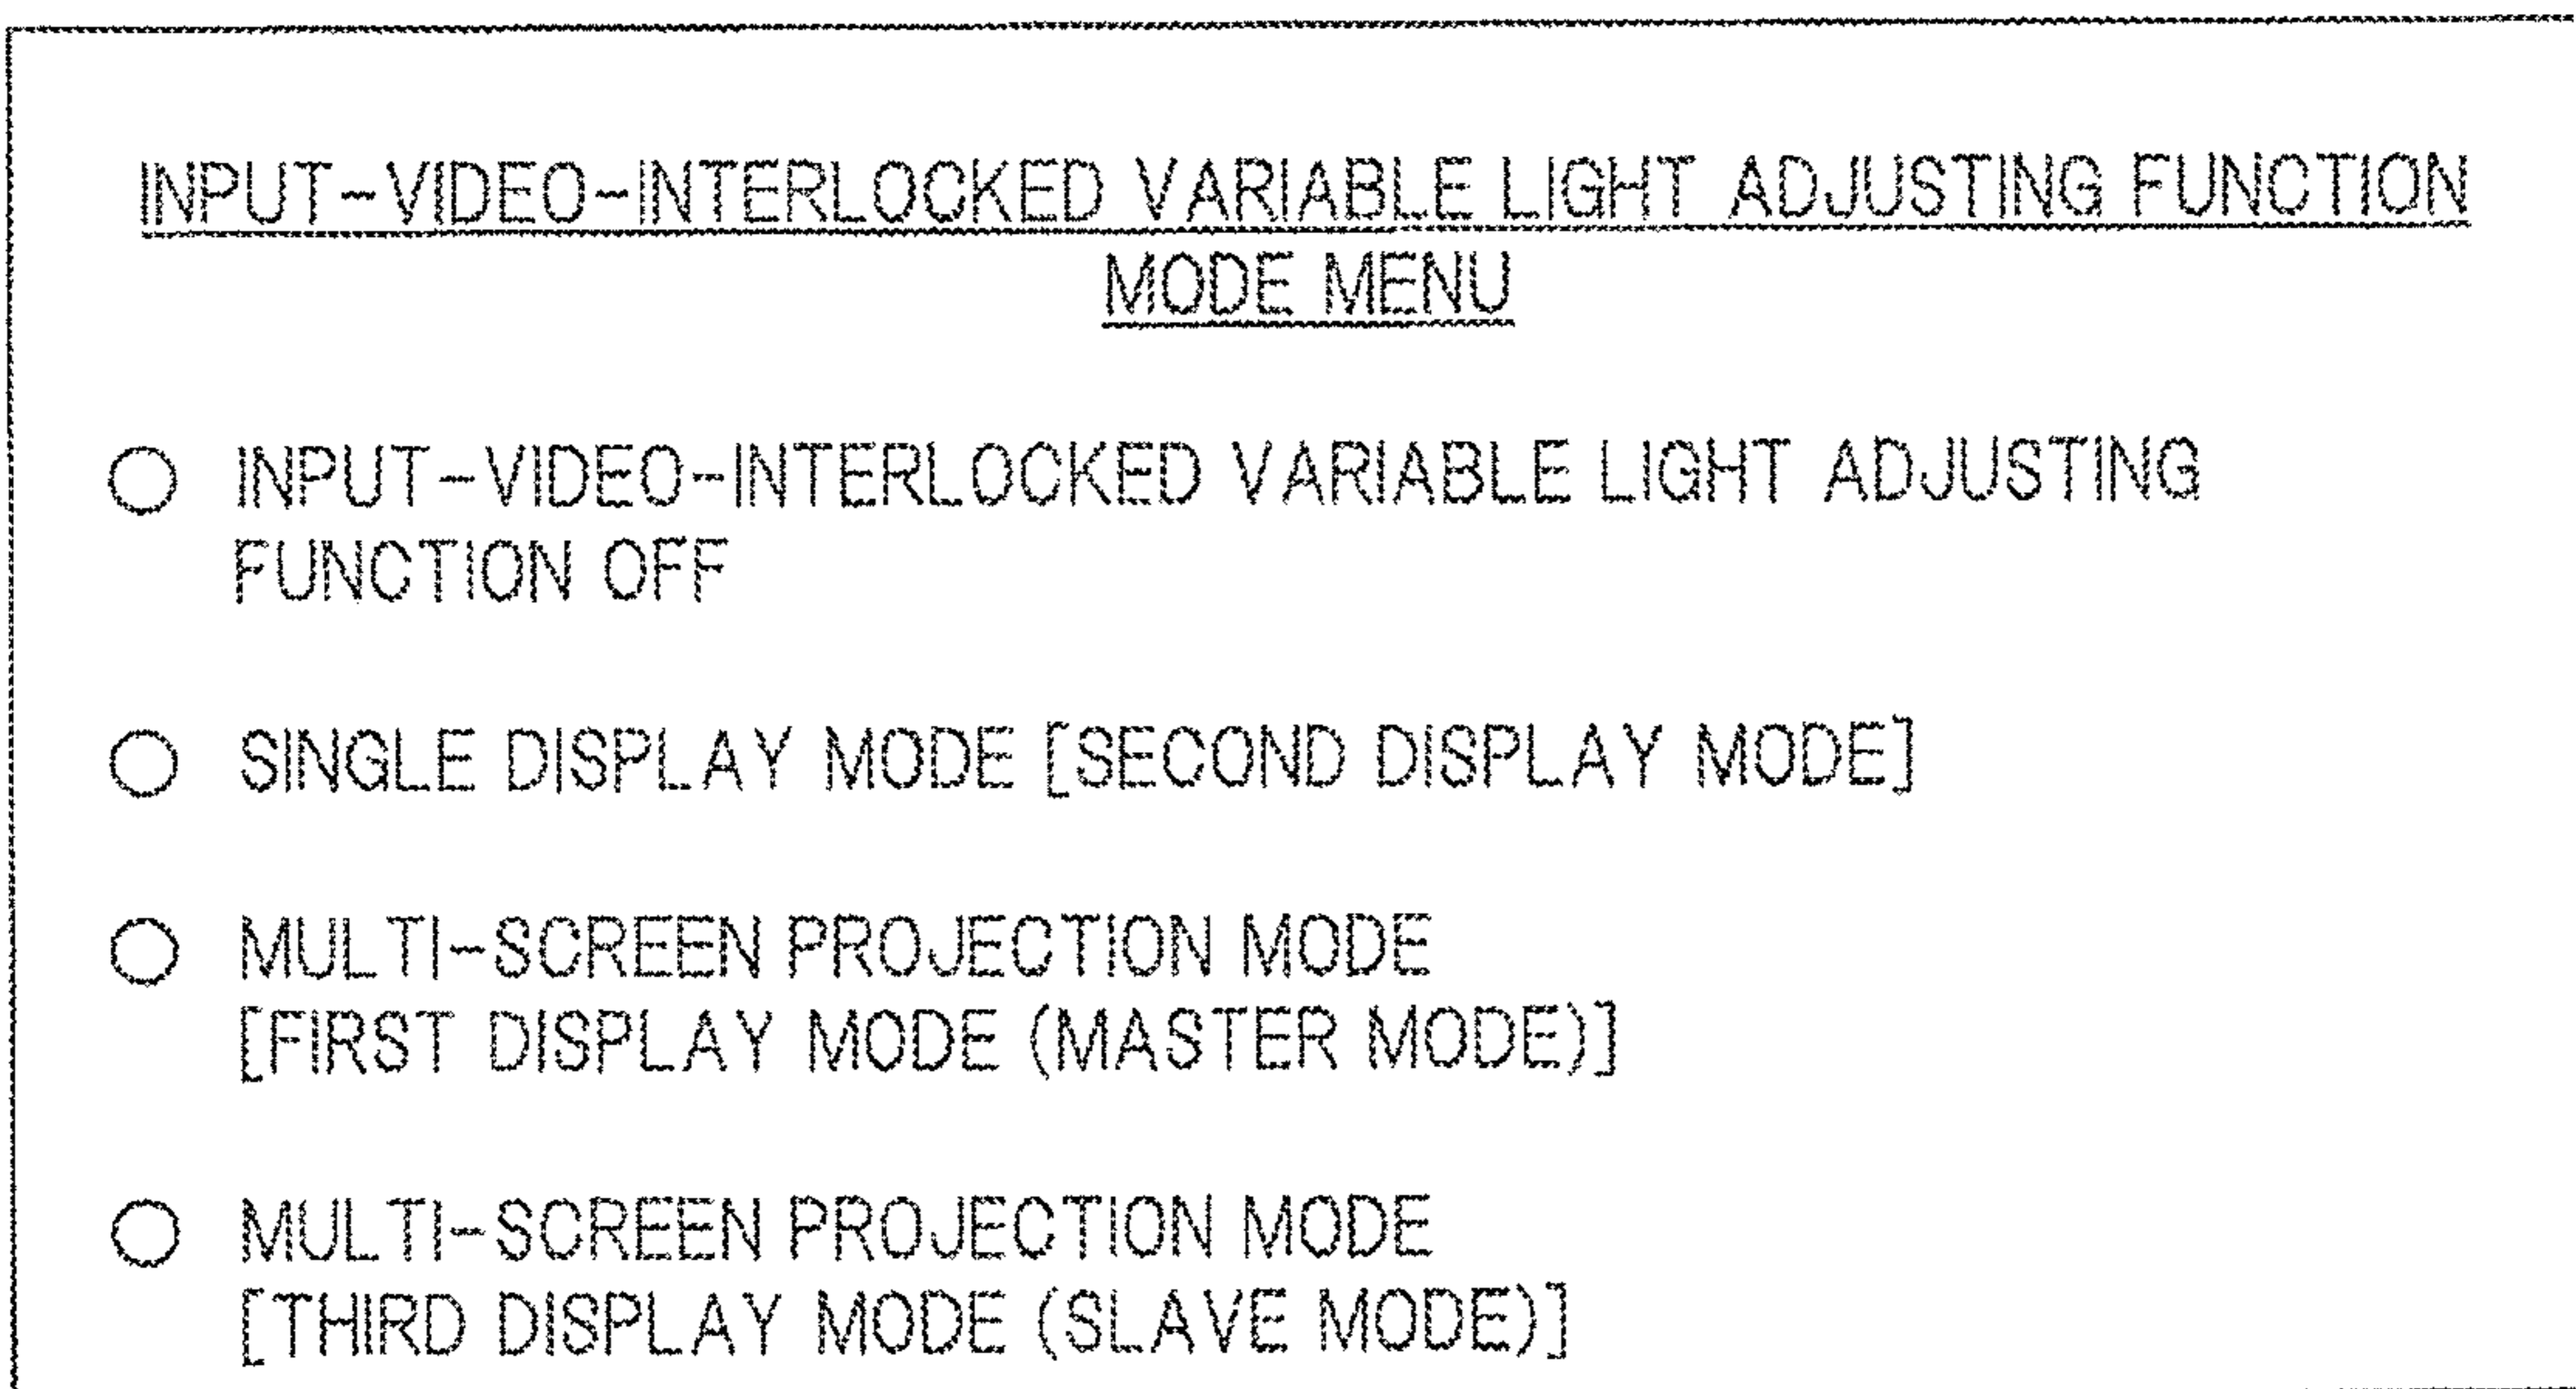 INPUT-VIDEO-INTERLOCKED VARIABLE LIGHT ADJUSTING FUNCTION
MODE MENU
INPUT-VIDEO-INTERLOCKED VARIABLE LIGHT ADJUSTING
FUNCTION OFF
SINGLE DISPLAY MODE [SECOND DISPLAY MODE]
MULTI-SCREEN PROJECTION MODE
[FIRST DISPLAY MODE (MASTER MODE)]
MULTI-SCREEN PROJECTION MODE
[THIRD DISPLAY MODE (SLAVE MODE)]